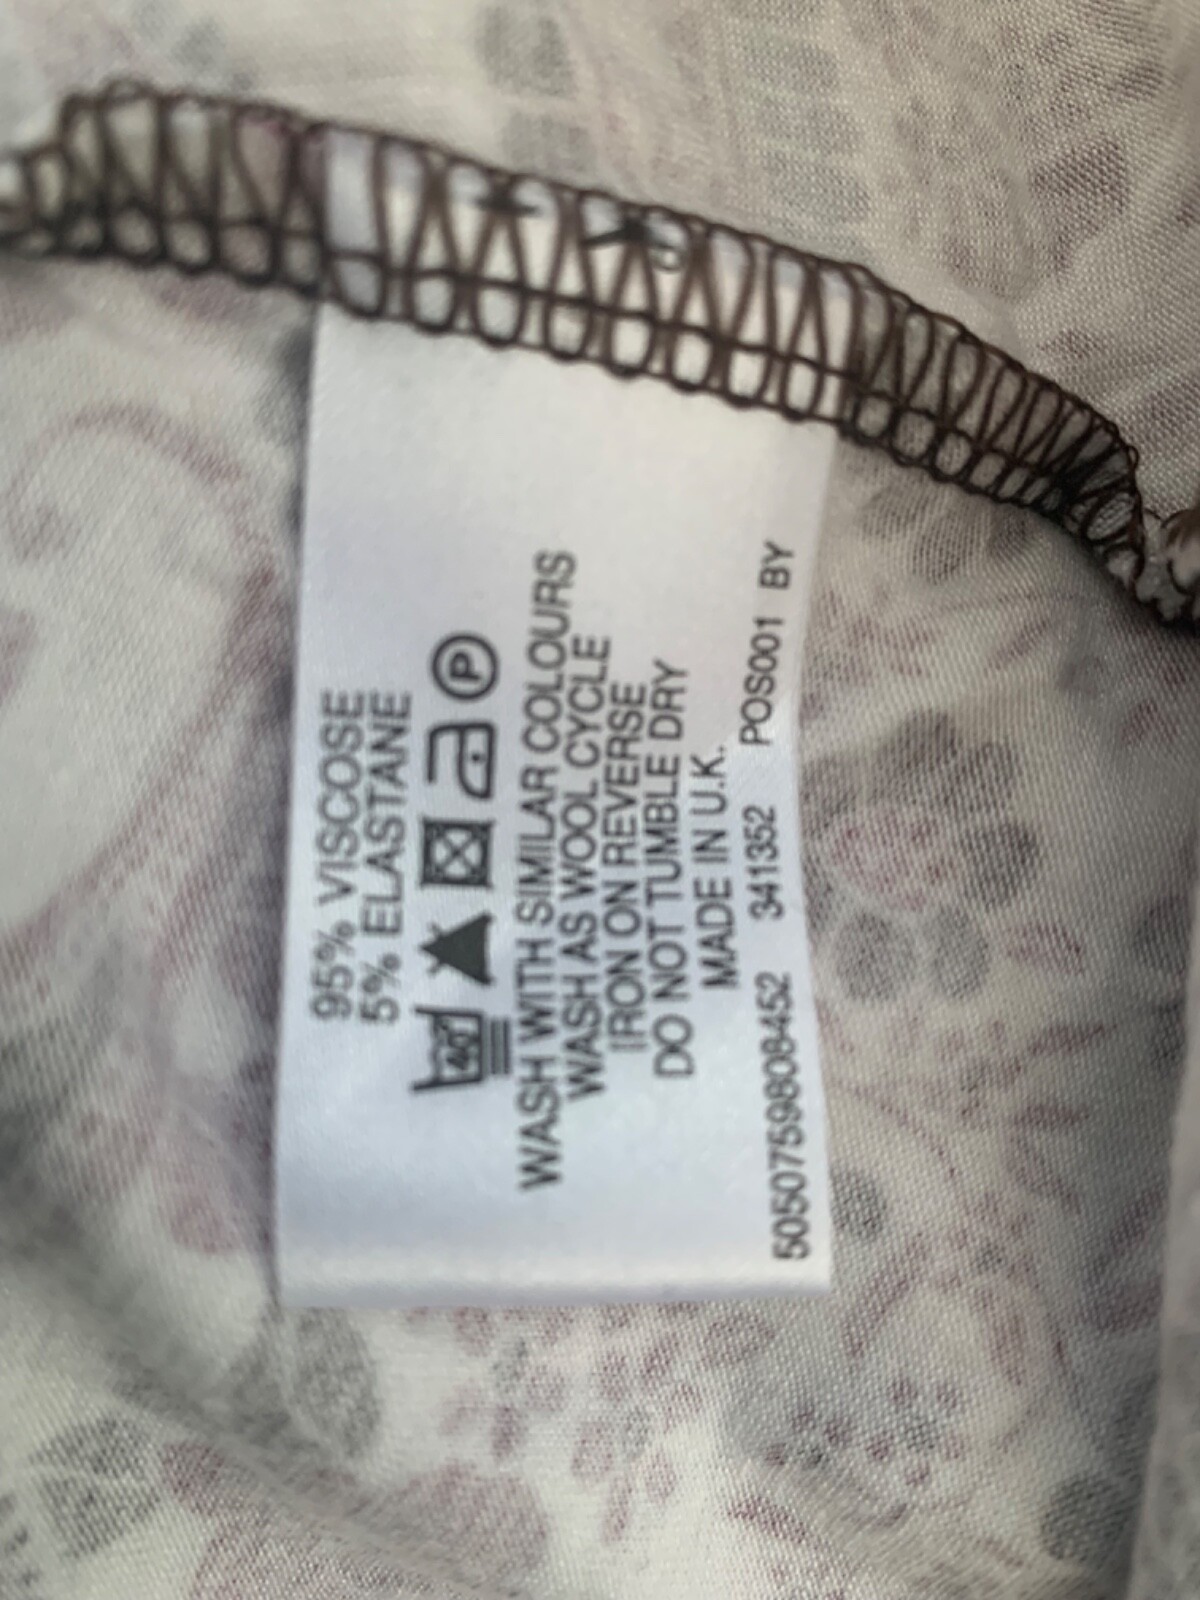 95% VISCOSE
5% ELASTANE
40 P
WASH WITH SIMILAR COLOURS
WASH AS WOOL CYCLE
IRON ON REVERSE
DO NOT TUMBLE DRY
MADE IN U.K.
5050759808452 341352 POS001 BY